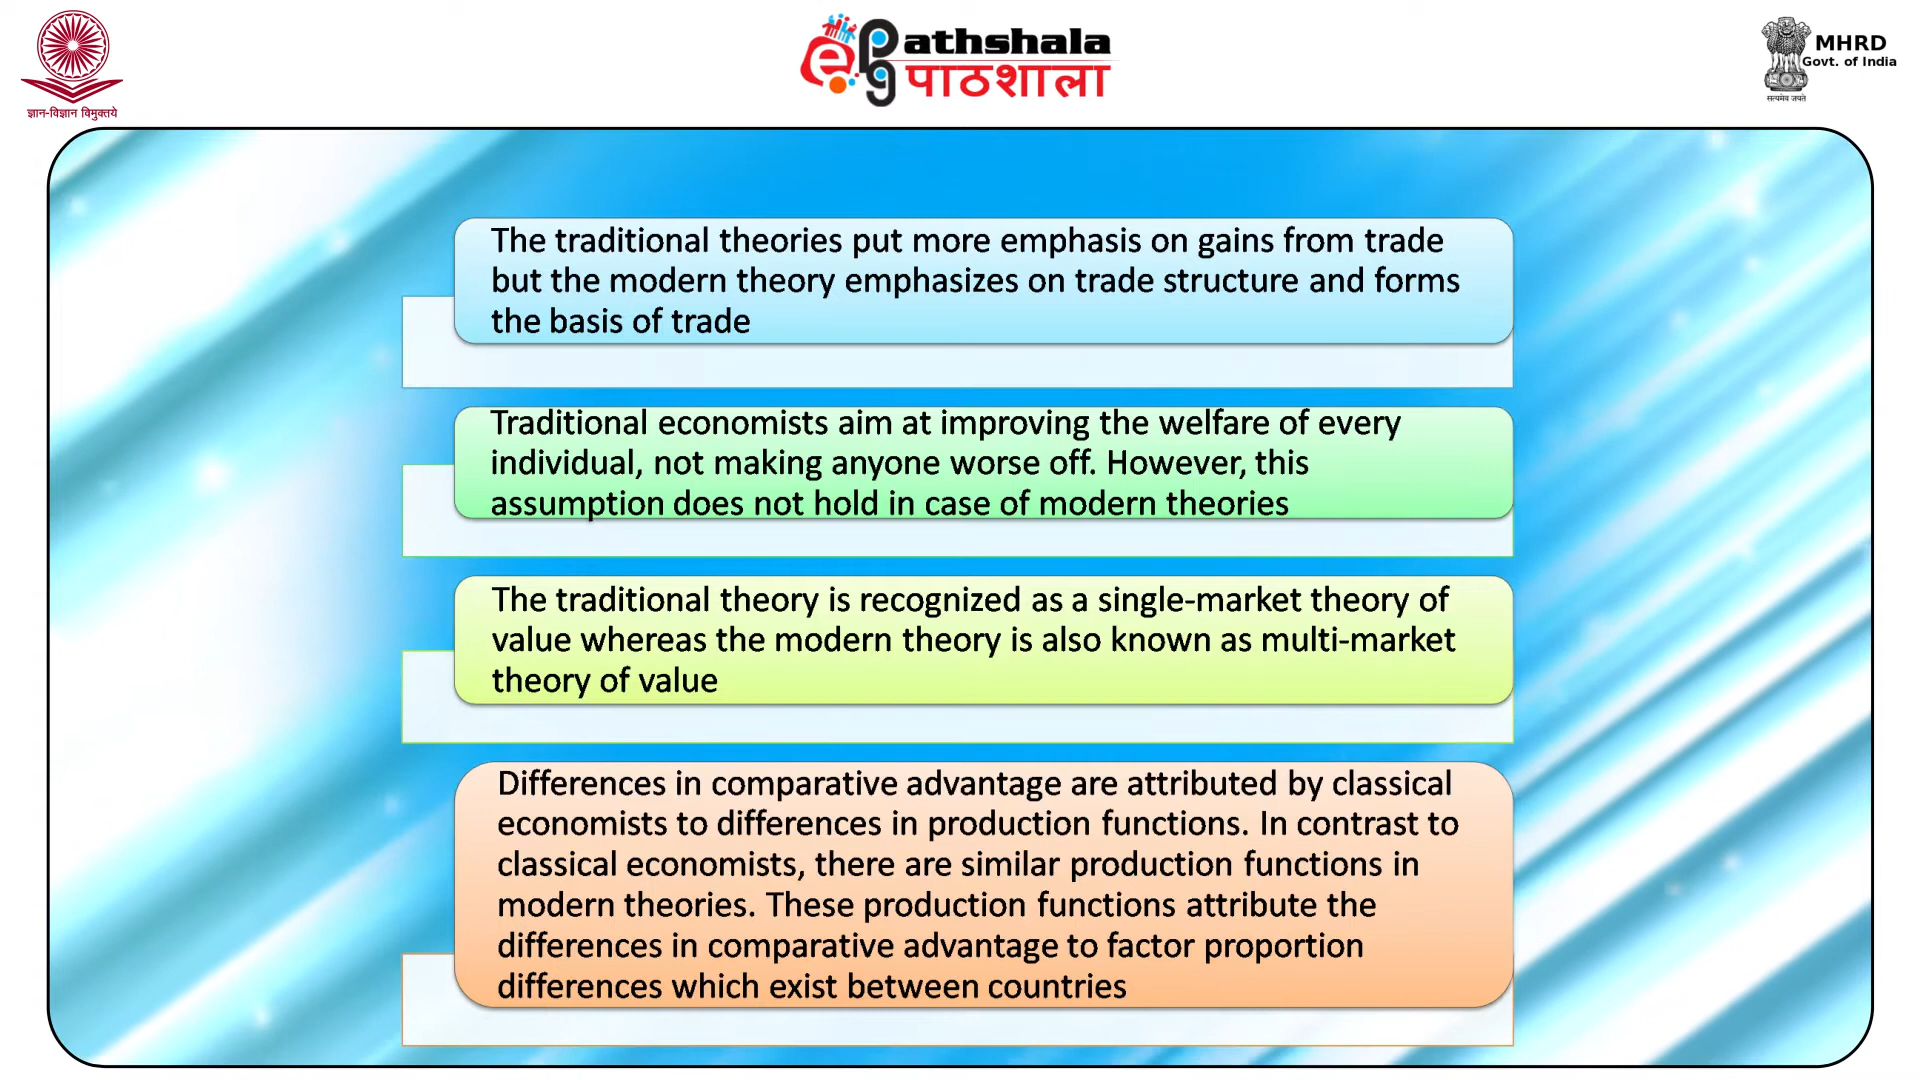 ज्ञान-विज्ञान विमुक्तये
ePG Pathshala
पाठशाला
MHRD
Govt. of India
सत्यमेव जयते
The traditional theories put more emphasis on gains from trade
but the modern theory emphasizes on trade structure and forms
the basis of trade
Traditional economists aim at improving the welfare of every
individual, not making anyone worse off. However, this
assumption does not hold in case of modern theories
The traditional theory is recognized as a single-market theory of
value whereas the modern theory is also known as multi-market
theory of value
Differences in comparative advantage are attributed by classical
economists to differences in production functions. In contrast to
classical economists, there are similar production functions in
modern theories. These production functions attribute the
differences in comparative advantage to factor proportion
differences which exist between countries